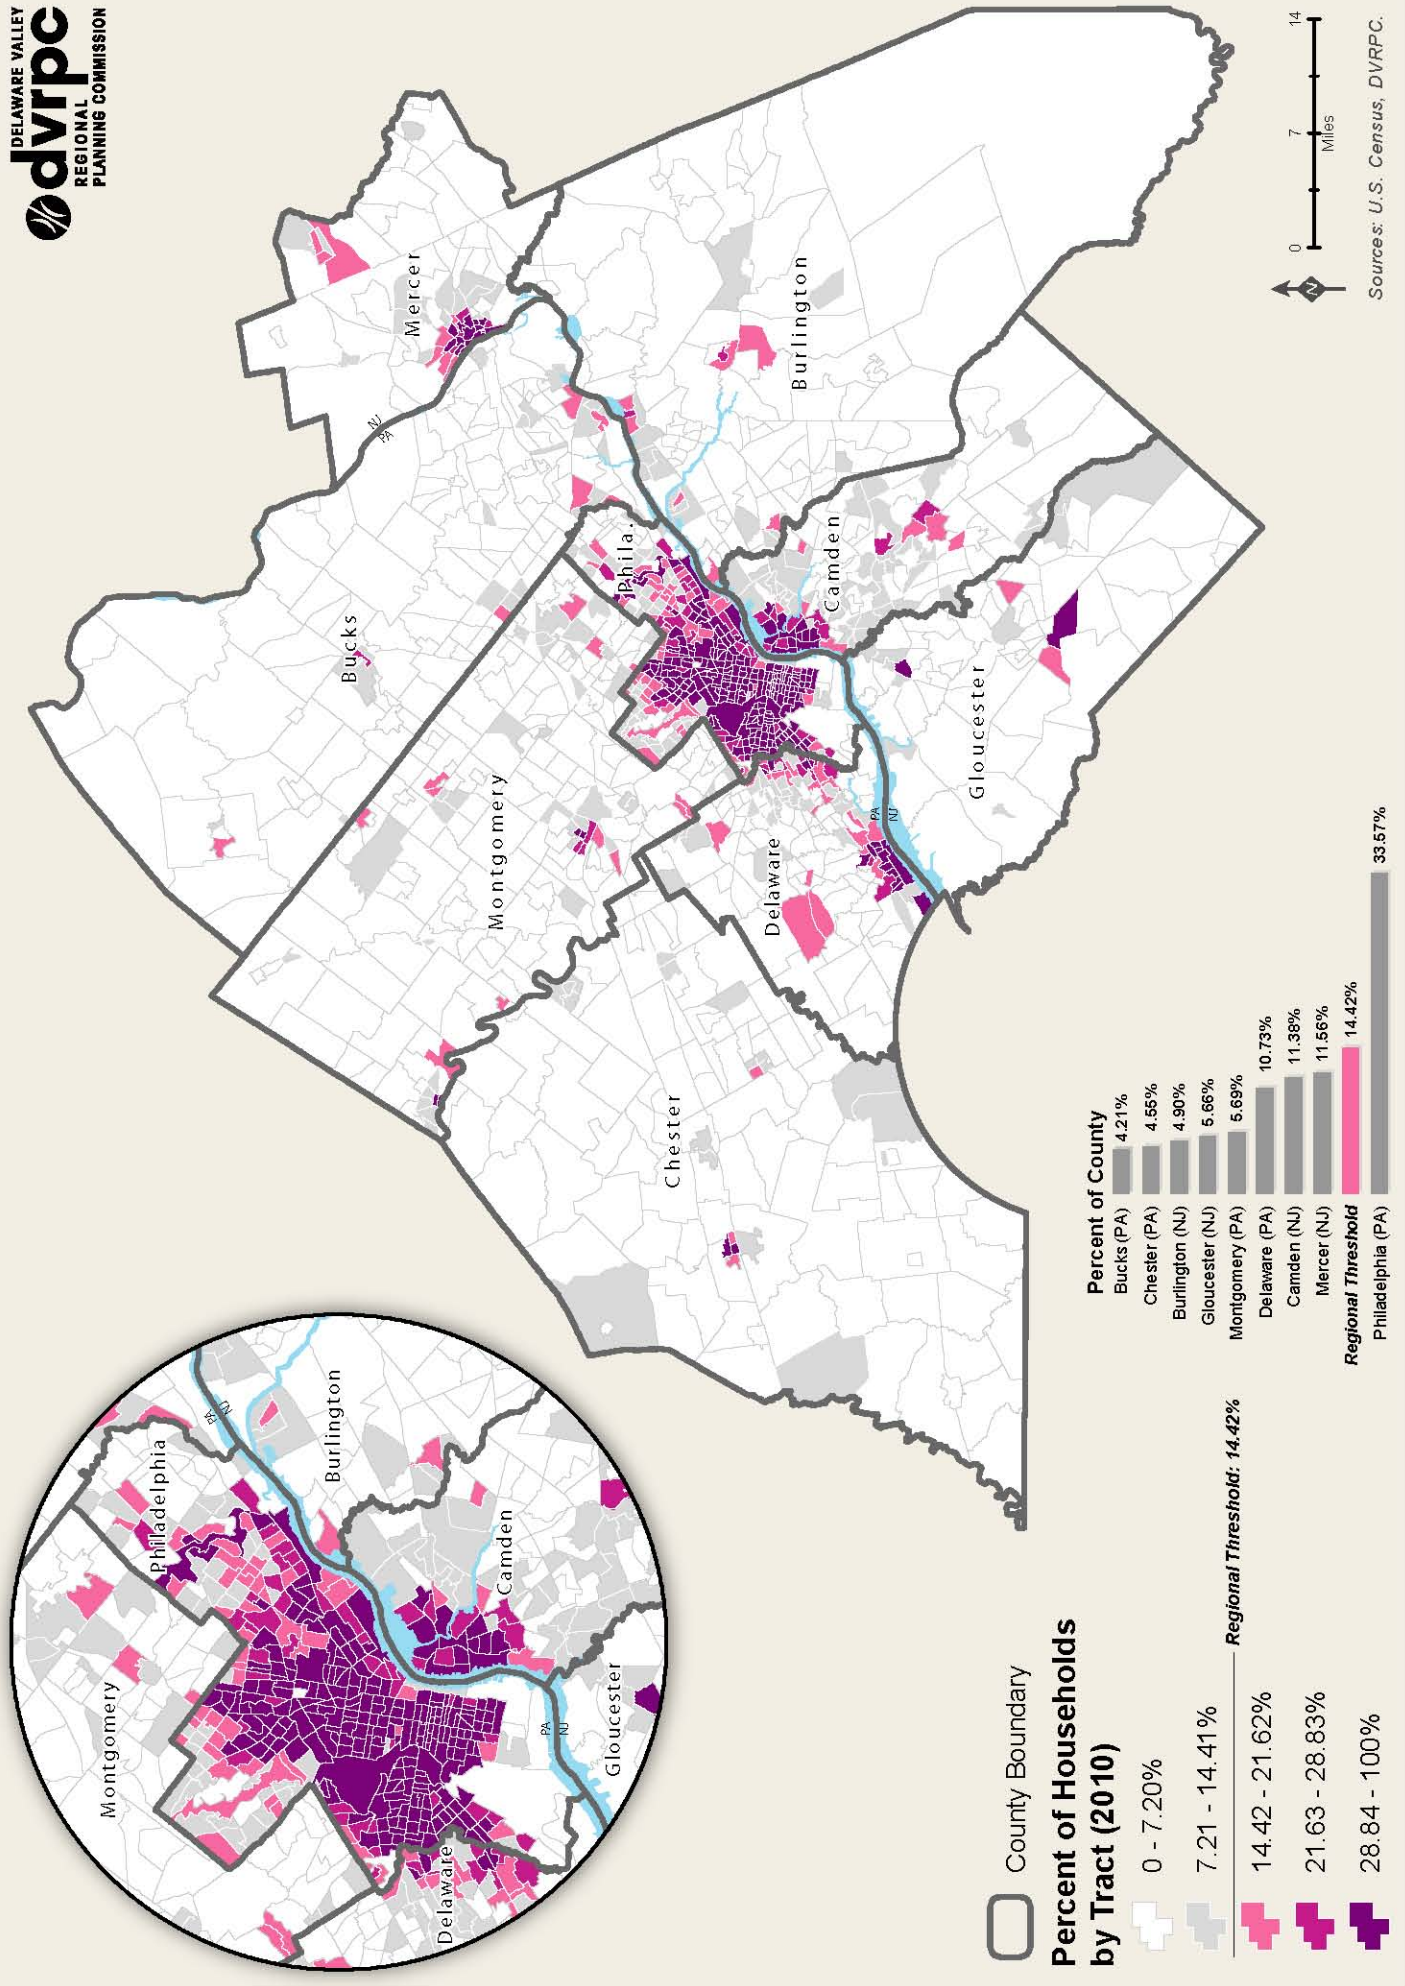 DELAWARE VALLEY
dvrpc
REGIONAL
PLANNING COMMISSION
Philadelphia
Montgomery
Burlington
Camden
Gloucester
Delaware
PA
NJ
PA
NJ
Mercer
NJ
PA
Bucks
Burlington
Phila.
Camden
Montgomery
Gloucester
Delaware
PA
NJ
Chester
County Boundary
Percent of Households
by Tract (2010)
0 - 7.20%
7.21 - 14.41%
Regional Threshold: 14.42%
14.42 - 21.62%
21.63 - 28.83%
28.84 - 100%
Percent of County
Bucks (PA) 4.21%
Chester (PA) 4.55%
Burlington (NJ) 4.90%
Gloucester (NJ) 5.66%
Montgomery (PA) 5.69%
Delaware (PA) 10.73%
Camden (NJ) 11.38%
Mercer (NJ) 11.56%
Regional Threshold 14.42%
Philadelphia (PA) 33.57%
N
0 7 14
Miles
Sources: U.S. Census, DVRPC.